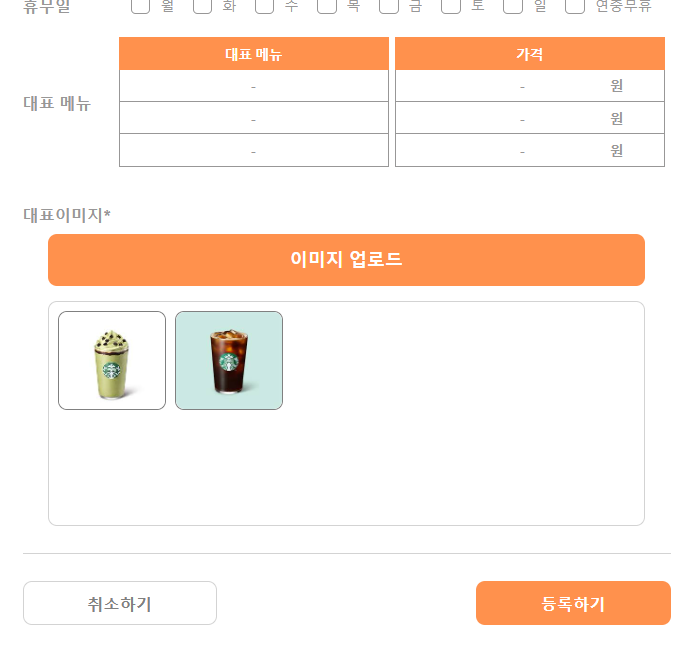 휴무일 월 화 수 목 금 토 일 연중무휴
대표 메뉴 가격
- - 원
대표 메뉴
- - 원
- - 원
대표이미지*
이미지 업로드
취소하기 등록하기